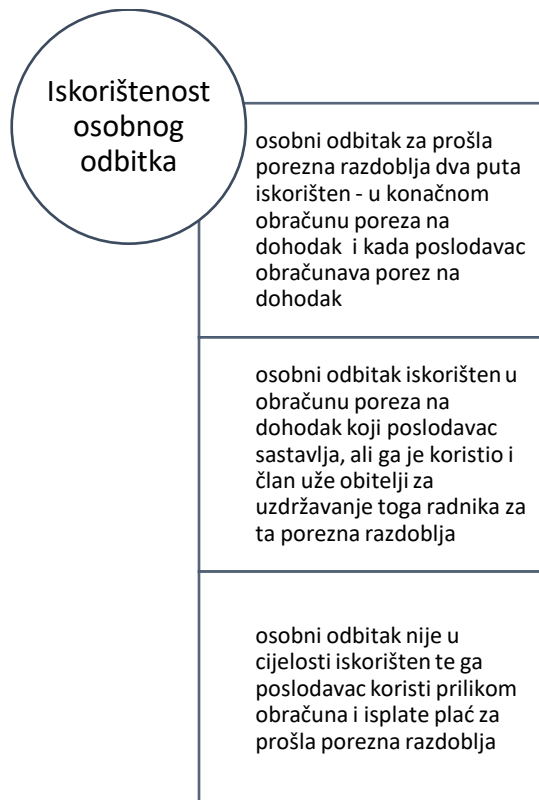 Iskorištenost
osobnog
odbitka
osobni odbitak za prošla
porezna razdoblja dva puta
iskorišten - u konačnom
obračunu poreza na
dohodak i kada poslodavac
obračunava porez na
dohodak
osobni odbitak iskorišten u
obračunu poreza na
dohodak koji poslodavac
sastavlja, ali ga je koristio i
član uže obitelji za
uzdržavanje toga radnika za
ta porezna razdoblja
osobni odbitak nije u
cijelosti iskorišten te ga
poslodavac koristi prilikom
obračuna i isplate plać za
prošla porezna razdoblja